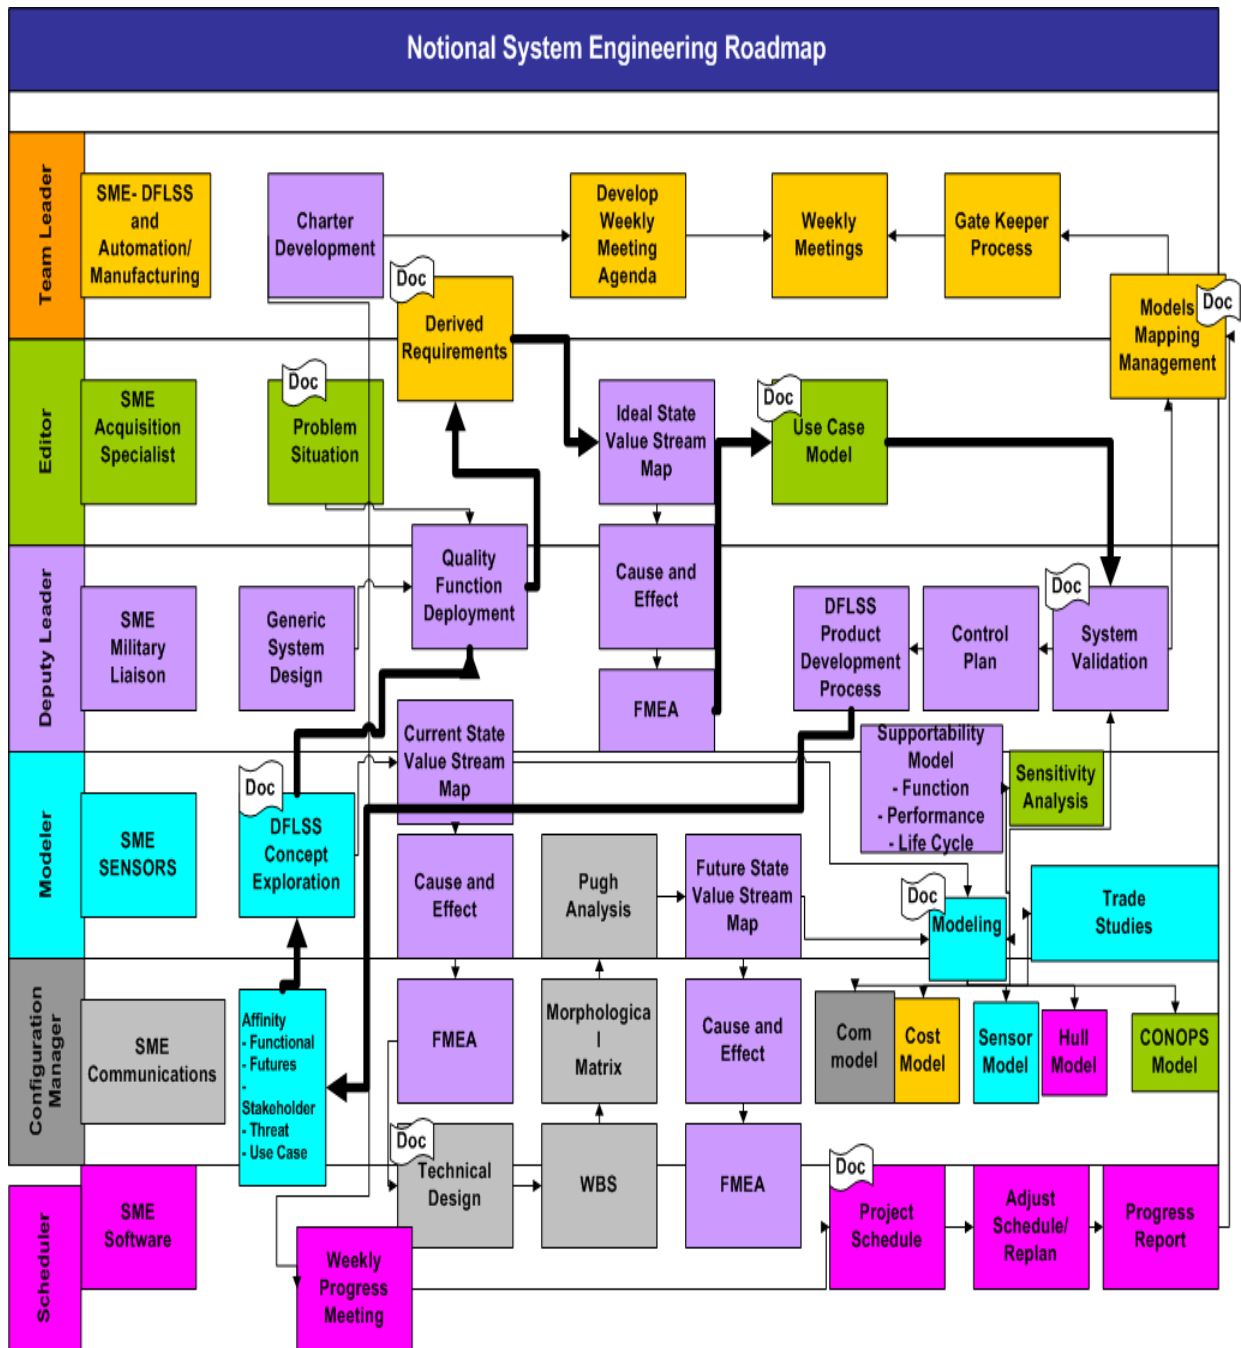 Notional System Engineering Roadmap
Team Leader
SME- DFLSS
and
Automation/
Manufacturing
Charter
Development
Develop
Weekly
Meeting
Agenda
Weekly
Meetings
Gate Keeper
Process
Doc
Derived
Requirements
Doc
Models
Mapping
Management
Editor
SME
Acquisition
Specialist
Doc
Problem
Situation
Ideal State
Value Stream
Map
Doc
Use Case
Model
Deputy Leader
SME
Military
Liaison
Generic
System
Design
Quality
Function
Deployment
Cause and
Effect
FMEA
DFLSS
Product
Development
Process
Control
Plan
Doc
System
Validation
Modeler
SME
SENSORS
Doc
DFLSS
Concept
Exploration
Current State
Value Stream
Map
Cause and
Effect
Pugh
Analysis
Future State
Value Stream
Map
Supportability
Model
- Function
- Performance
- Life Cycle
Sensitivity
Analysis
Doc
Modeling
Trade
Studies
Configuration
Manager
SME
Communications
Affinity
- Functional
- Futures
-
Stakeholder
- Threat
- Use Case
FMEA
Morphologica
l
Matrix
Cause and
Effect
Com
model
Cost
Model
Sensor
Model
Hull
Model
CONOPS
Model
Scheduler
SME
Software
Weekly
Progress
Meeting
Doc
Technical
Design
WBS
FMEA
Doc
Project
Schedule
Adjust
Schedule/
Replan
Progress
Report